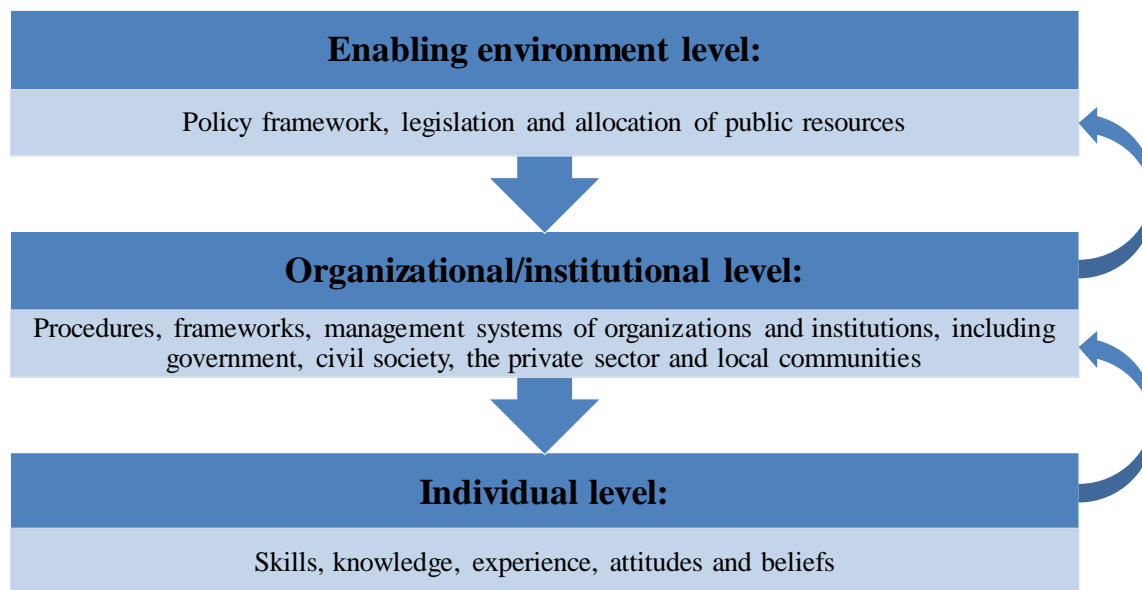 Enabling environment level:
Policy framework, legislation and allocation of public resources
Organizational/institutional level:
Procedures, frameworks, management systems of organizations and institutions, including
government, civil society, the private sector and local communities
Individual level:
Skills, knowledge, experience, attitudes and beliefs